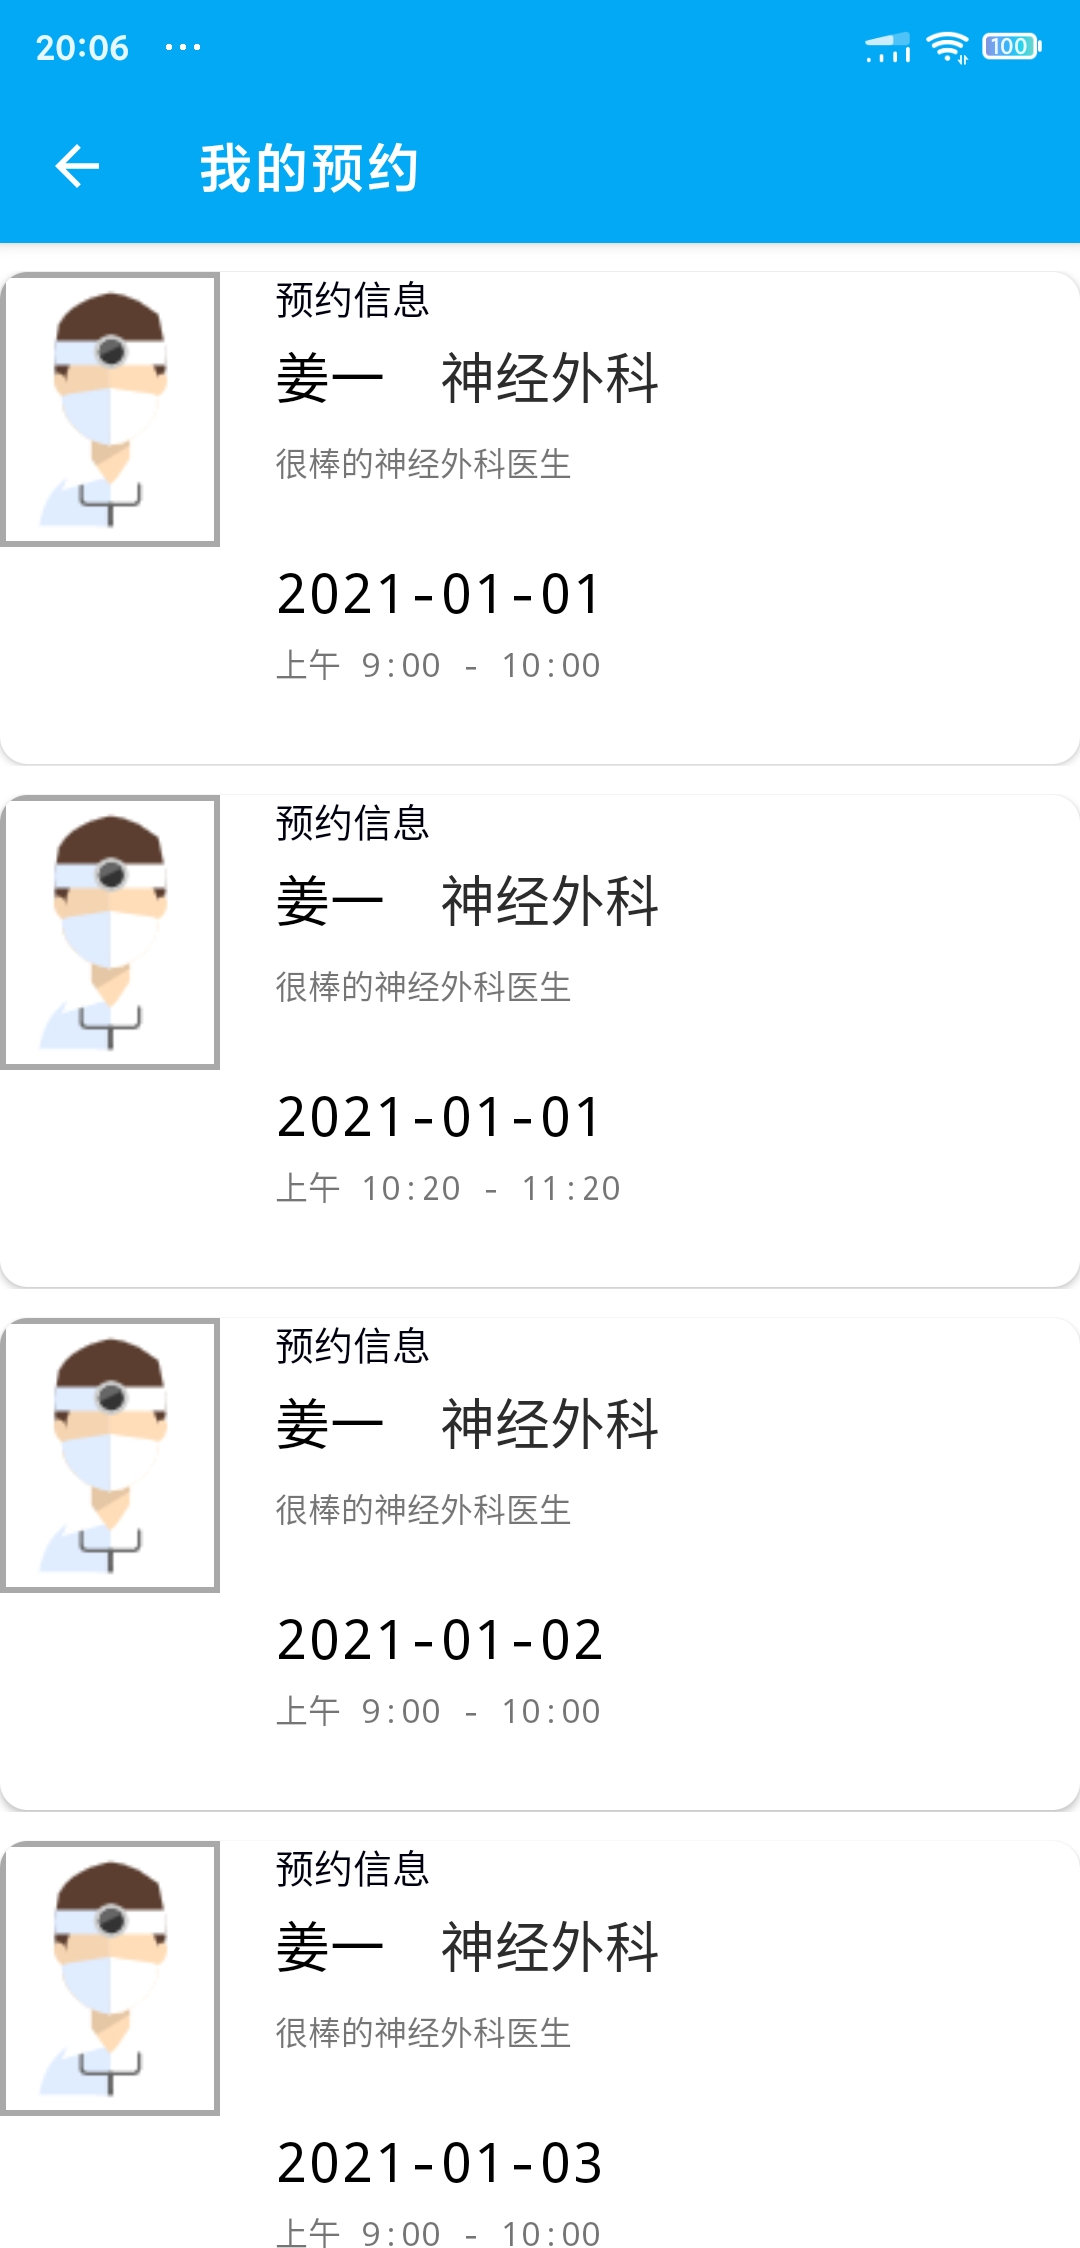 20:06 ... 100
我的预约
预约信息
姜一 神经外科
很棒的神经外科医生
2021-01-01
上午 9:00 - 10:00
预约信息
姜一 神经外科
很棒的神经外科医生
2021-01-01
上午 10:20 - 11:20
预约信息
姜一 神经外科
很棒的神经外科医生
2021-01-02
上午 9:00 - 10:00
预约信息
姜一 神经外科
很棒的神经外科医生
2021-01-03
上午 9:00 - 10:00